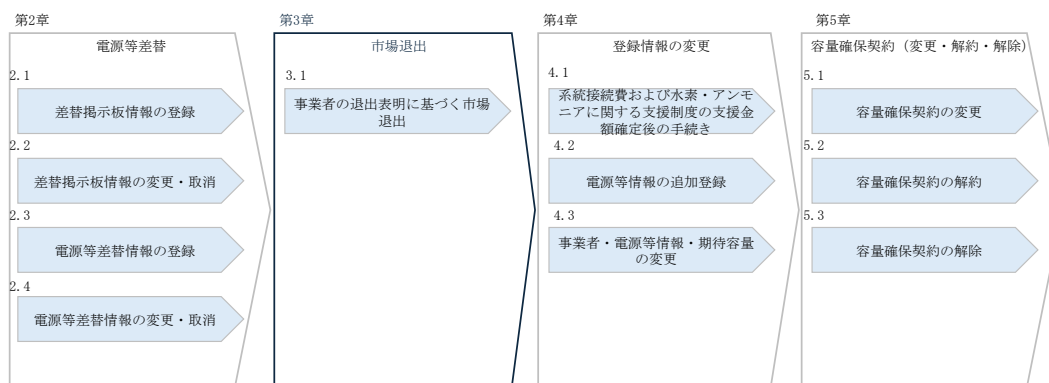 第2章
電源等差替
2.1
差替掲示板情報の登録
2.2
差替掲示板情報の変更・取消
2.3
電源等差替情報の登録
2.4
電源等差替情報の変更・取消
第3章
市場退出
3.1
事業者の退出表明に基づく市場
退出
第4章
登録情報の変更
4.1
系統接続費および水素・アンモ
ニアに関する支援制度の支援金
額確定後の手続き
4.2
電源等情報の追加登録
4.3
事業者・電源等情報・期待容量
の変更
第5章
容量確保契約（変更・解約・解除）
5.1
容量確保契約の変更
5.2
容量確保契約の解約
5.3
容量確保契約の解除